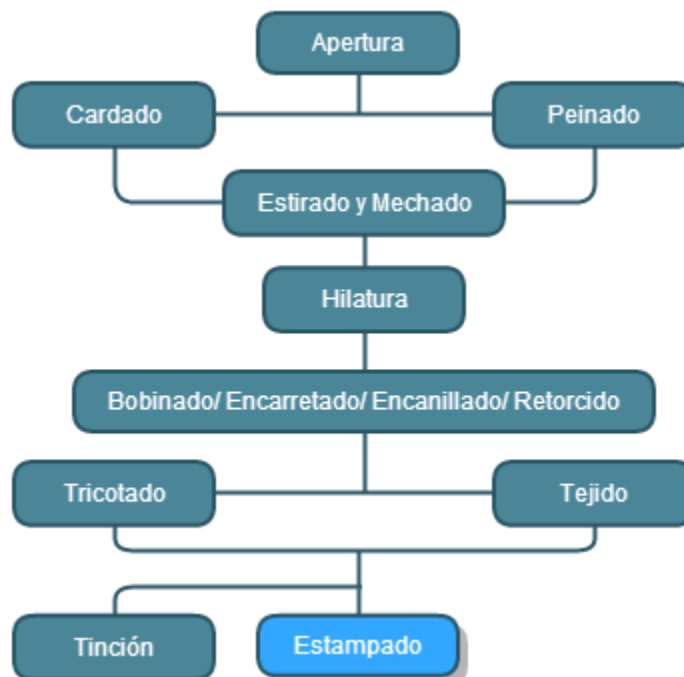 Apertura
Cardado
Peinado
Estirado y Mechado
Hilatura
Bobinado/ Encarretado/ Encanillado/ Retorcido
Tricotado
Tejido
Tinción
Estampado